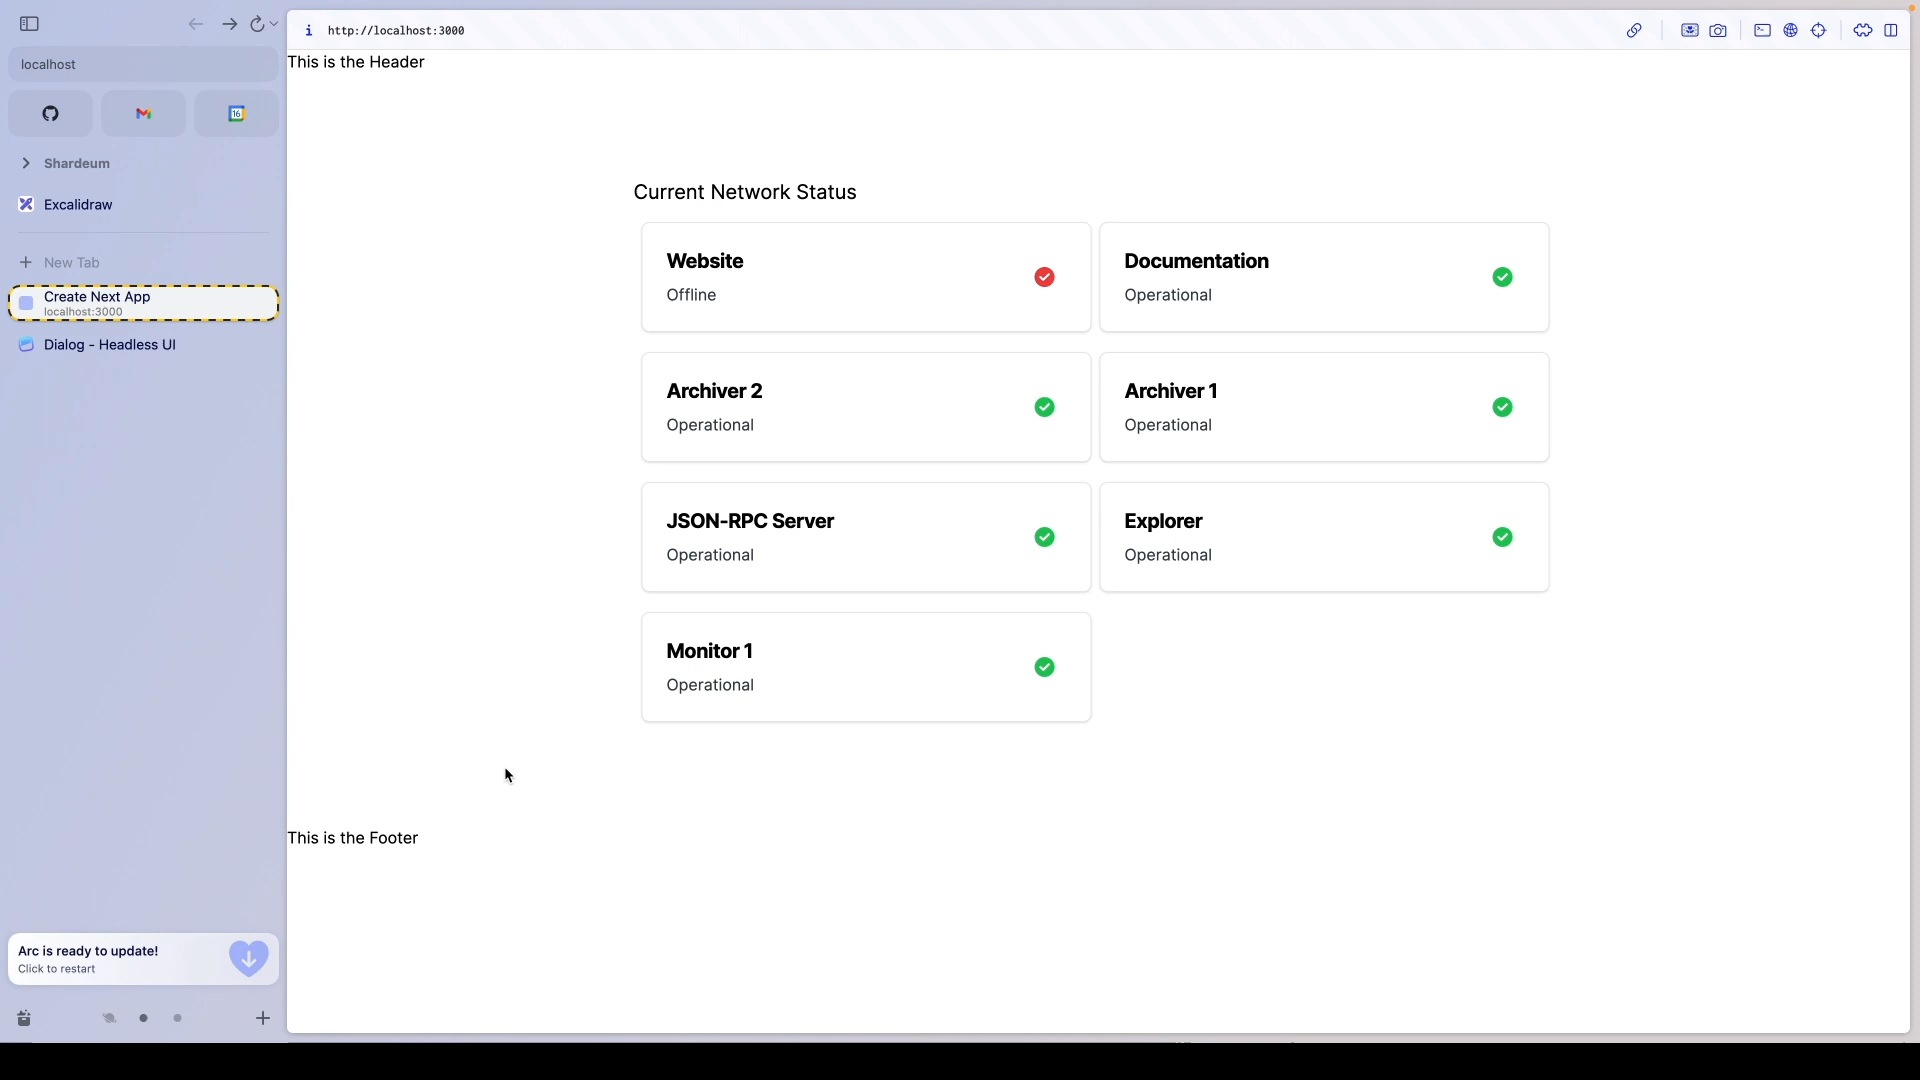 http://localhost:3000
localhost
16
Shardeum
Excalidraw
New Tab
Create Next App
localhost:3000
Dialog - Headless UI
Arc is ready to update!
Click to restart
This is the Header
Current Network Status
Website
Offline
Documentation
Operational
Archiver 2
Operational
Archiver 1
Operational
JSON-RPC Server
Operational
Explorer
Operational
Monitor 1
Operational
This is the Footer